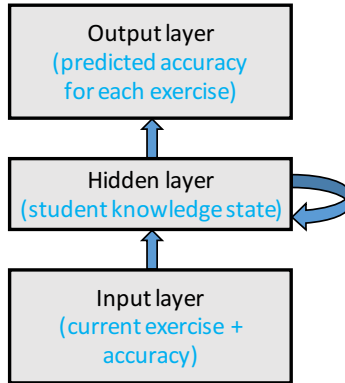 Output layer
(predicted accuracy
for each exercise)
Hidden layer
(student knowledge state)
Input layer
(current exercise +
accuracy)